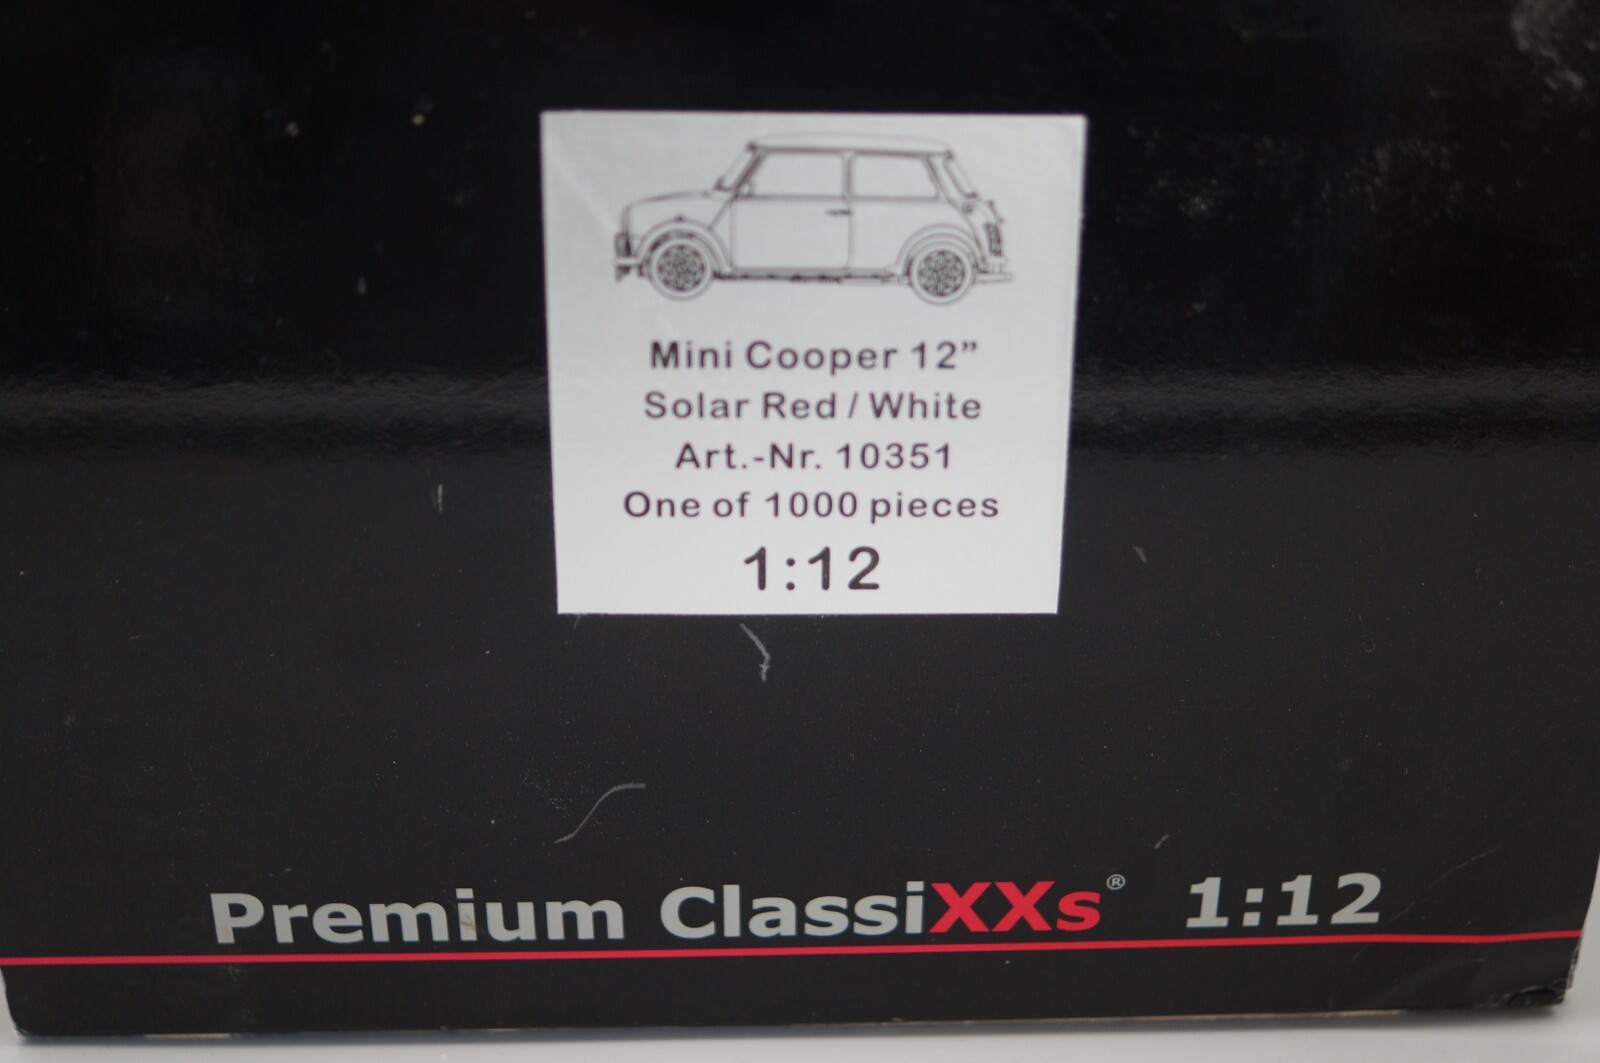 Mini Cooper 12”
Solar Red / White
Art.-Nr. 10351
One of 1000 pieces
1:12
Premium ClassiXXs® 1:12